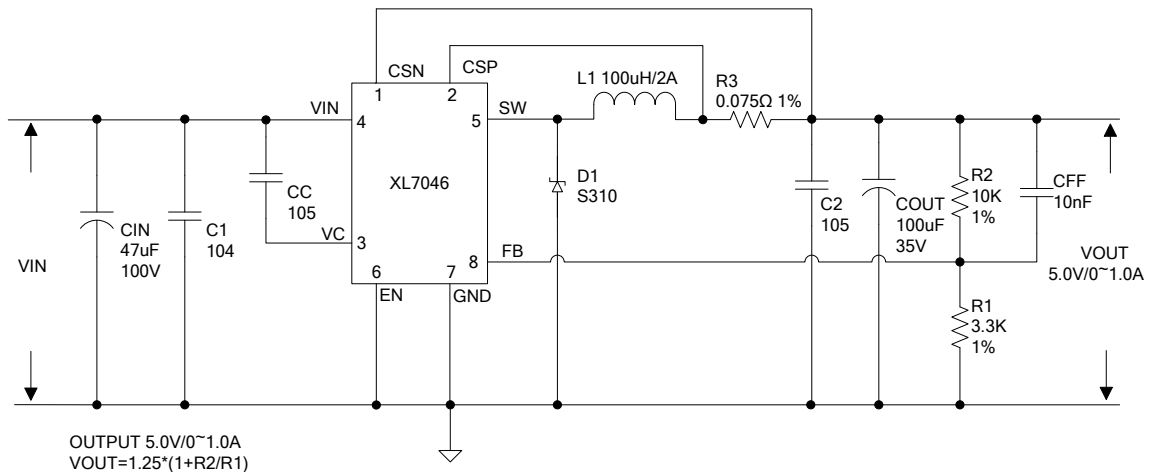 CSN
CSP
1
2
L1 100uH/2A
R3
0.075Ω 1%
VIN
4
5
SW
XL7046
D1
S310
CC
105
VC
3
CIN
47uF
100V
C1
104
VIN
C2
105
COUT
100uF
35V
R2
10K
1%
CFF
10nF
8
FB
6
7
EN
GND
R1
3.3K
1%
VOUT
5.0V/0~1.0A
OUTPUT 5.0V/0~1.0A
VOUT=1.25*(1+R2/R1)